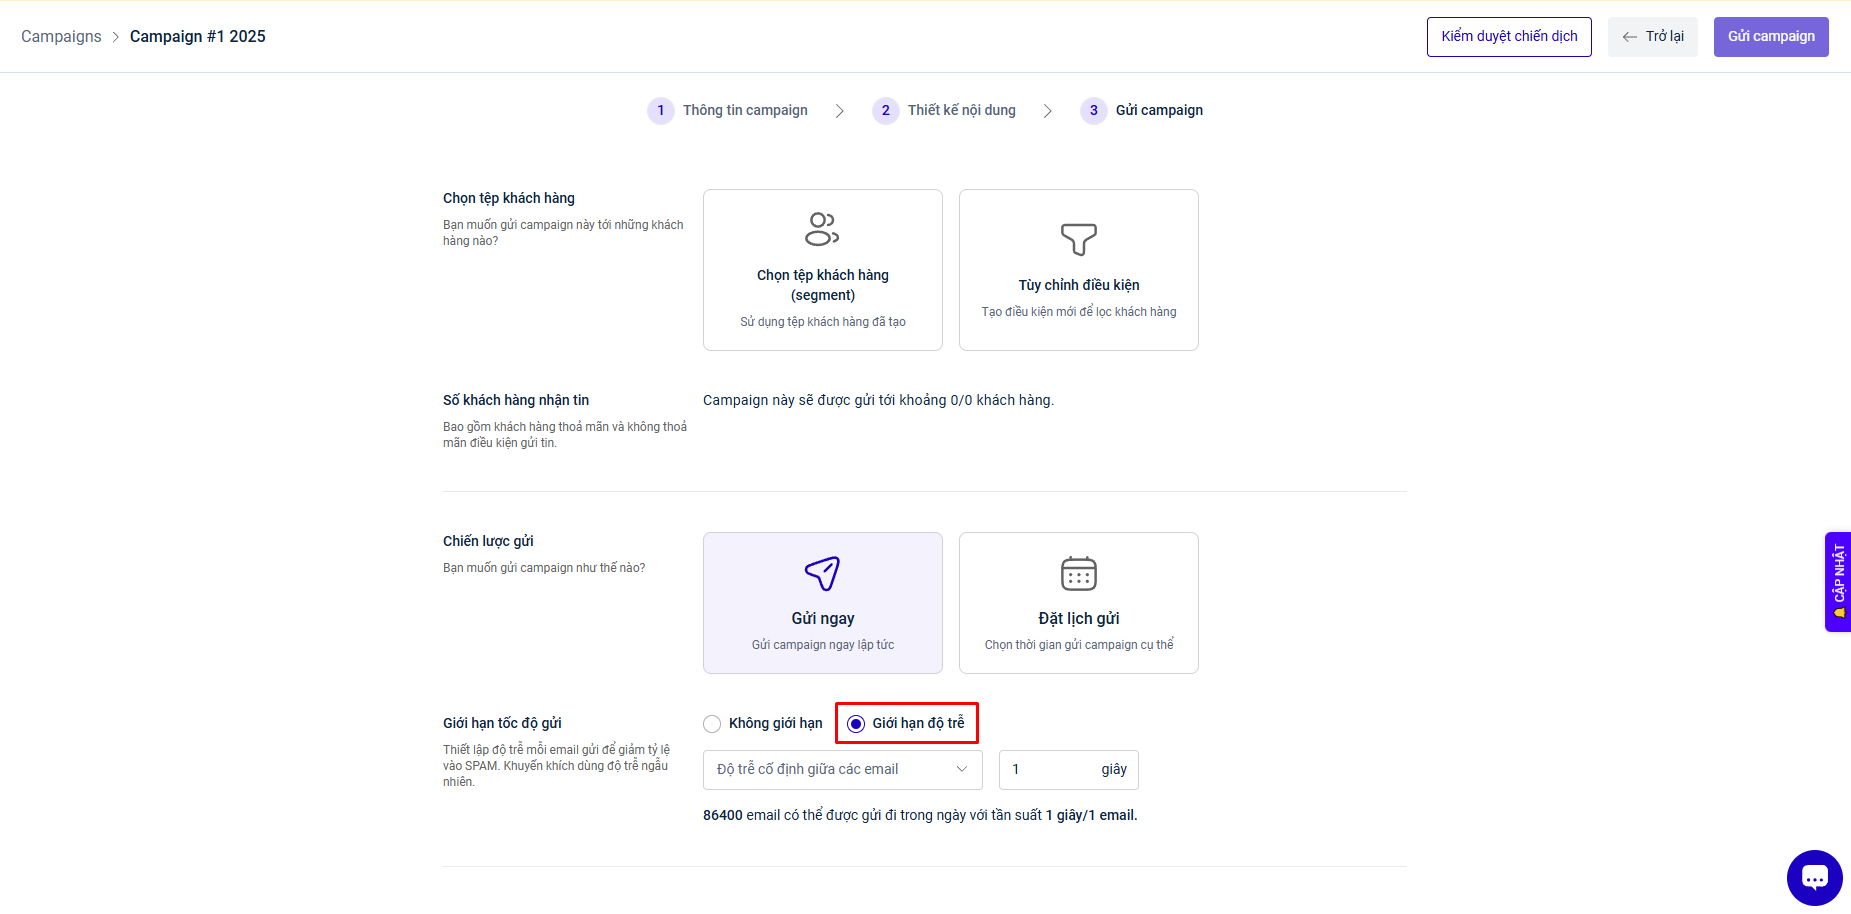 Campaigns > Campaign #1 2025
Kiểm duyệt chiến dịch
← Trở lại
Gửi campaign
1 Thông tin campaign > 2 Thiết kế nội dung > 3 Gửi campaign
Chọn tệp khách hàng
Bạn muốn gửi campaign này tới những khách
hàng nào?
Chọn tệp khách hàng
(segment)
Sử dụng tệp khách hàng đã tạo
Tùy chỉnh điều kiện
Tạo điều kiện mới để lọc khách hàng
Số khách hàng nhận tin
Bao gồm khách hàng thoả mãn và không thoả
mãn điều kiện gửi tin.
Campaign này sẽ được gửi tới khoảng 0/0 khách hàng.
Chiến lược gửi
Bạn muốn gửi campaign như thế nào?
Gửi ngay
Gửi campaign ngay lập tức
Đặt lịch gửi
Chọn thời gian gửi campaign cụ thể
CẬP NHẬT
Giới hạn tốc độ gửi
Thiết lập độ trễ mỗi email gửi để giảm tỷ lệ
vào SPAM. Khuyến khích dùng độ trễ ngẫu
nhiên.
Không giới hạn
Giới hạn độ trễ
Độ trễ cố định giữa các email
1 giây
86400 email có thể được gửi đi trong ngày với tần suất 1 giây/1 email.